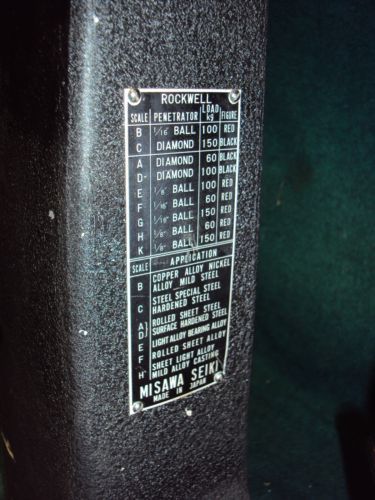 ROCKWELL
SCALE PENETRATOR LOAD kg FIGURE
B 1/16" BALL 100 RED
C DIAMOND 150 BLACK
A DIAMOND 60 BLACK
D DIAMOND 100 BLACK
E 1/8" BALL 100 RED
F 1/16" BALL 60 RED
G 1/16" BALL 150 RED
H 1/8" BALL 60 RED
K 1/8" BALL 150 RED
SCALE APPLICATION
B COPPER ALLOY NICKEL
ALLOY MILD STEEL
C STEEL SPECIAL STEEL
HARDENED STEEL
A ROLLED SHEET STEEL
D SURFACE HARDENED STEEL
E LIGHT ALLOY BEARING ALLOY
F ROLLED SHEET ALLOY
H SHEET LIGHT ALLOY
MILD ALLOY CASTING
MISAWA SEIKI
MADE IN JAPAN